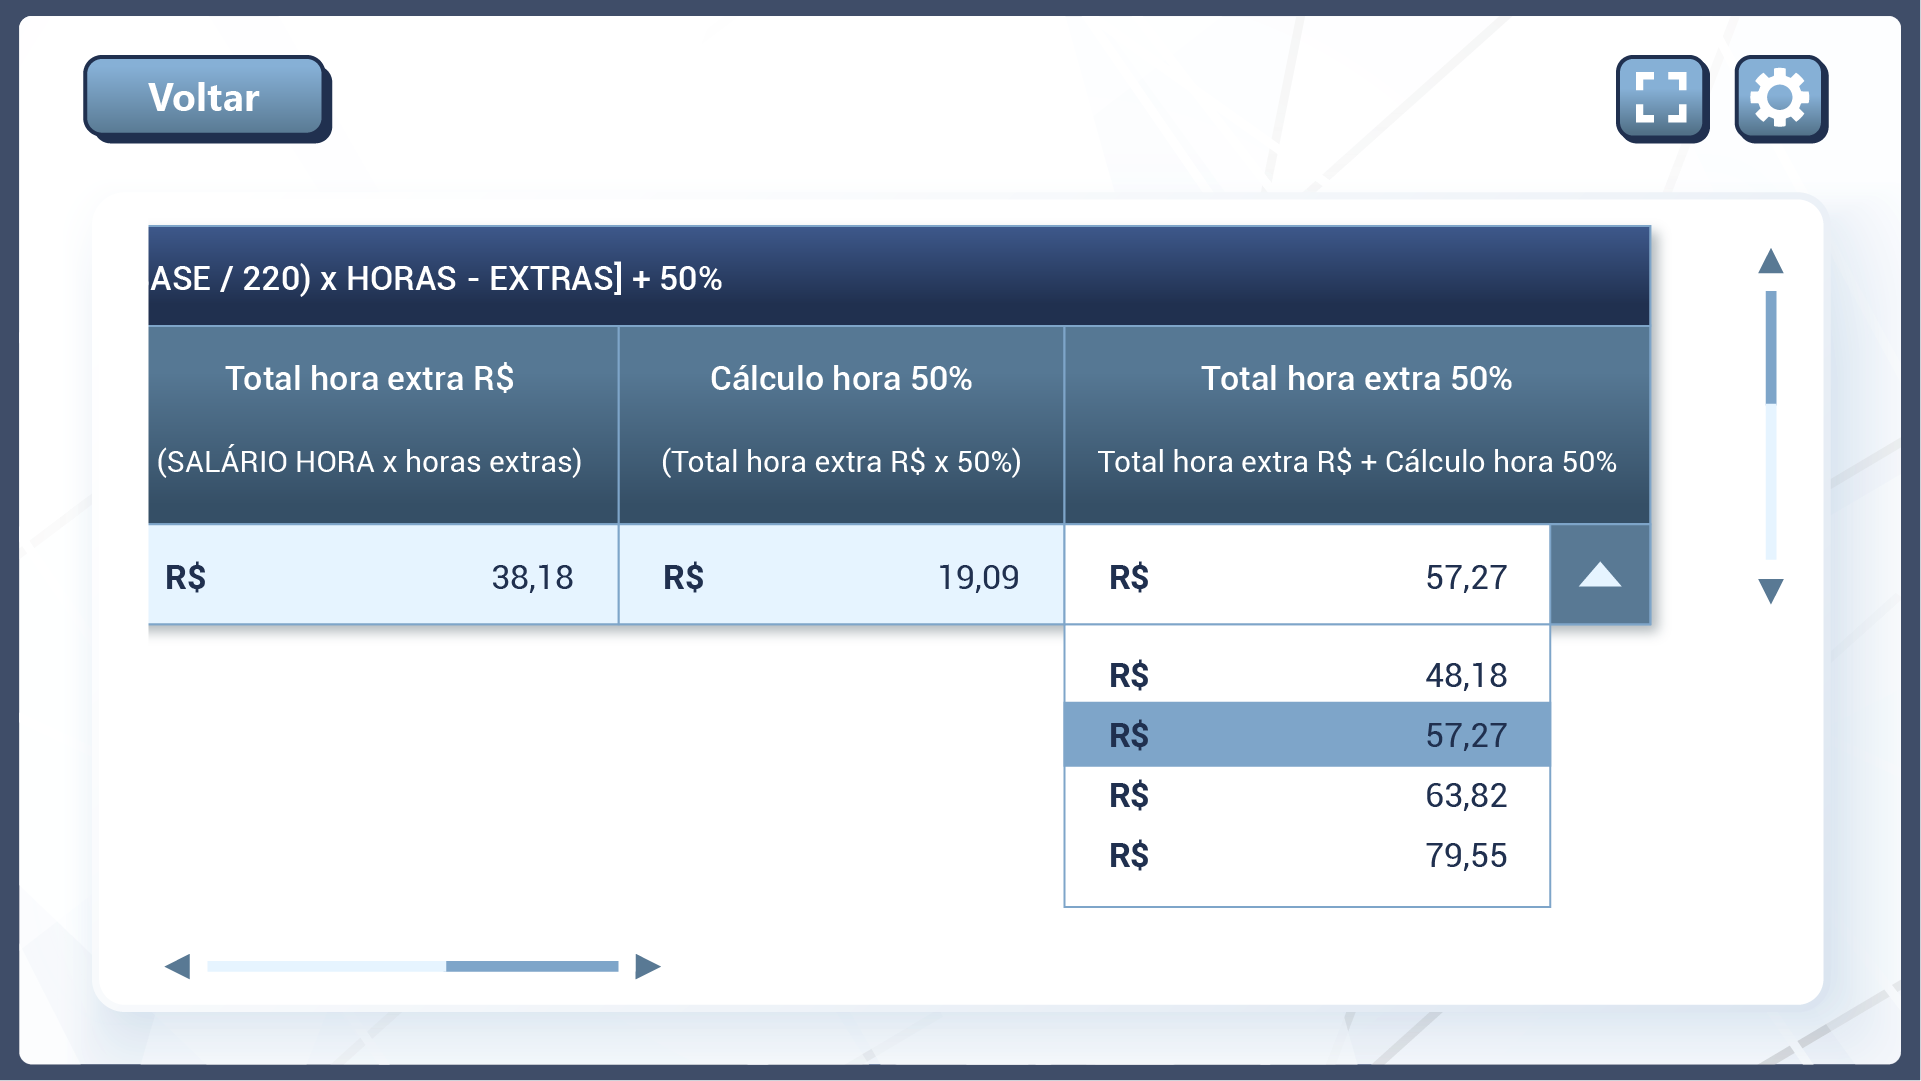 Voltar
ASE / 220) x HORAS - EXTRAS] + 50%
Total hora extra R$
(SALÁRIO HORA x horas extras)
Cálculo hora 50%
(Total hora extra R$ x 50%)
Total hora extra 50%
Total hora extra R$ + Cálculo hora 50%
R$ 38,18
R$ 19,09
R$ 57,27
R$ 48,18
R$ 57,27
R$ 63,82
R$ 79,55